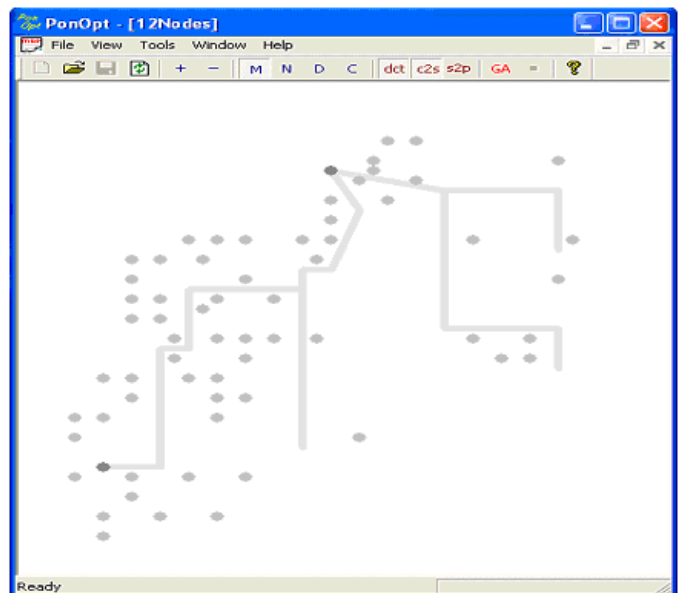 PonOpt - [12Nodes]
File View Tools Window Help
+ - M N D C dct c2s s2p GA = ?
Ready